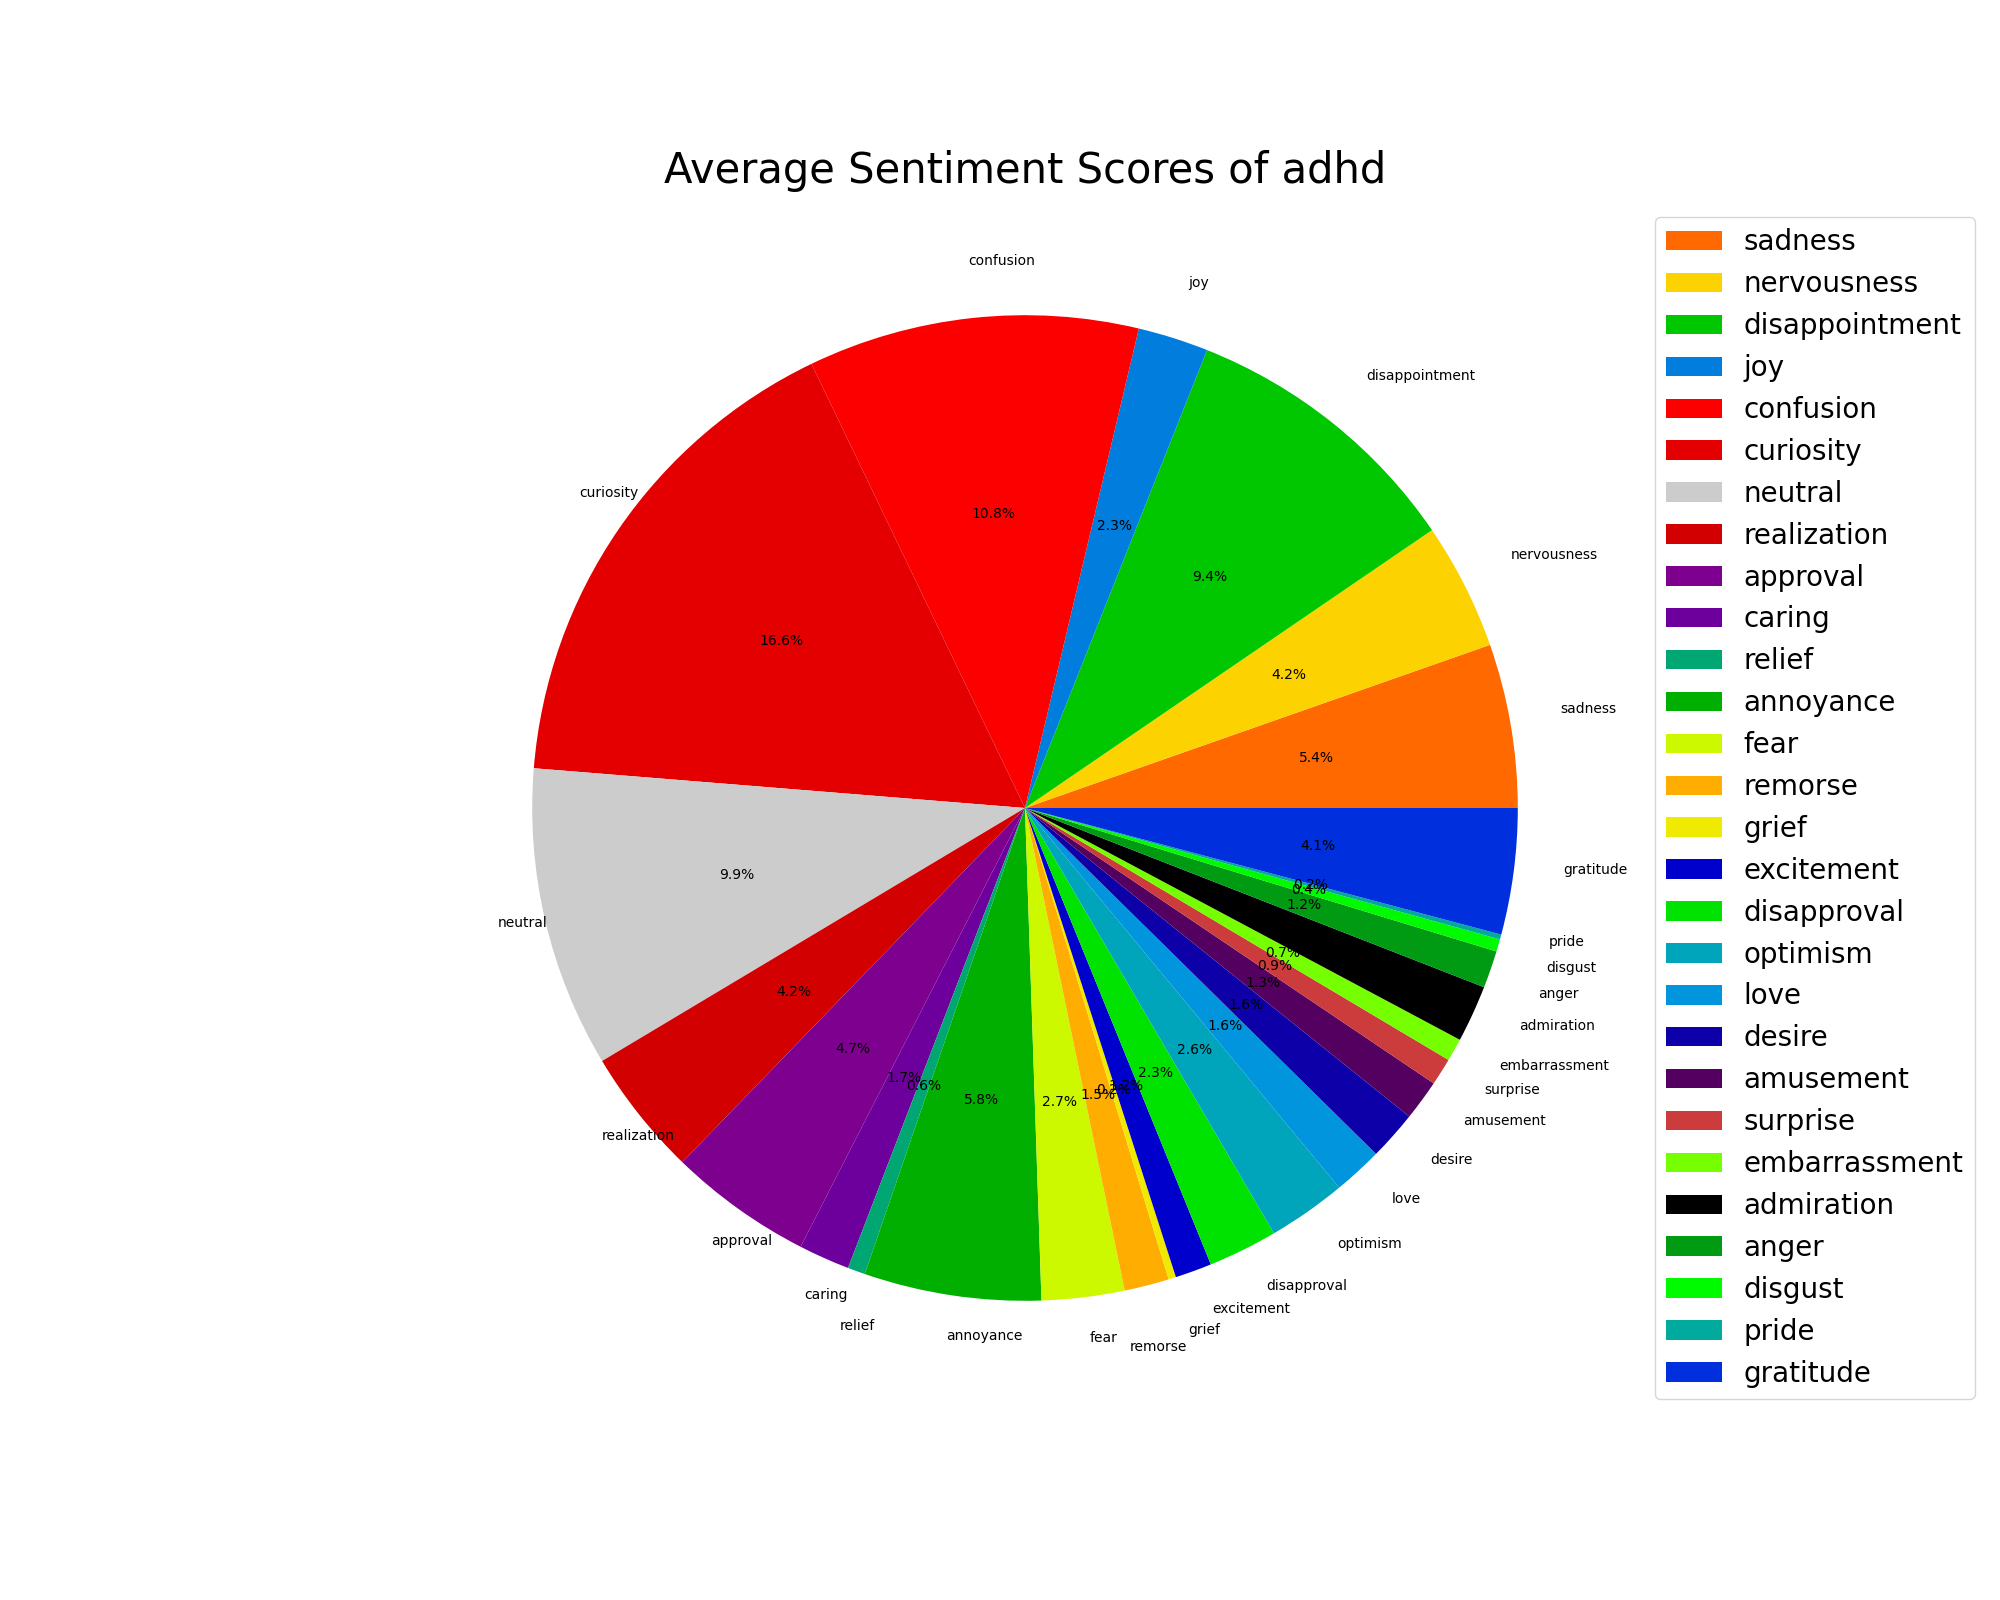 Average Sentiment Scores of adhd
confusion
joy
disappointment
curiosity
nervousness
sadness
gratitude
neutral
pride
disgust
anger
admiration
embarrassment
surprise
amusement
realization
desire
love
approval
optimism
disapproval
caring
excitement
relief
grief
annoyance
fear
remorse
10.8%
2.3%
9.4%
16.6%
4.2%
5.4%
4.1%
9.9%
0.2%
0.4%
1.2%
0.7%
0.9%
1.3%
4.2%
1.6%
1.6%
4.7%
2.6%
2.3%
1.7%
0.6%
1.2%
0.2%
1.5%
5.8%
2.7%
sadness
nervousness
disappointment
joy
confusion
curiosity
neutral
realization
approval
caring
relief
annoyance
fear
remorse
grief
excitement
disapproval
optimism
love
desire
amusement
surprise
embarrassment
admiration
anger
disgust
pride
gratitude